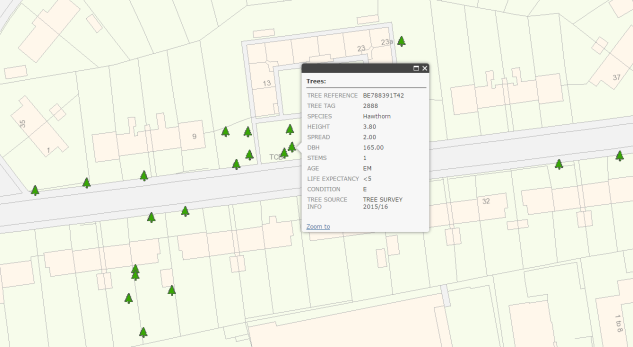 23
23a
13
37
35
1
9
TC
32
1 to 8
Trees:
TREE REFERENCE BE788391T42
TREE TAG 2888
SPECIES Hawthorn
HEIGHT 3.80
SPREAD 2.00
DBH 165.00
STEMS 1
AGE EM
LIFE EXPECTANCY <5
CONDITION E
TREE SOURCE TREE SURVEY
INFO 2015/16
Zoom to